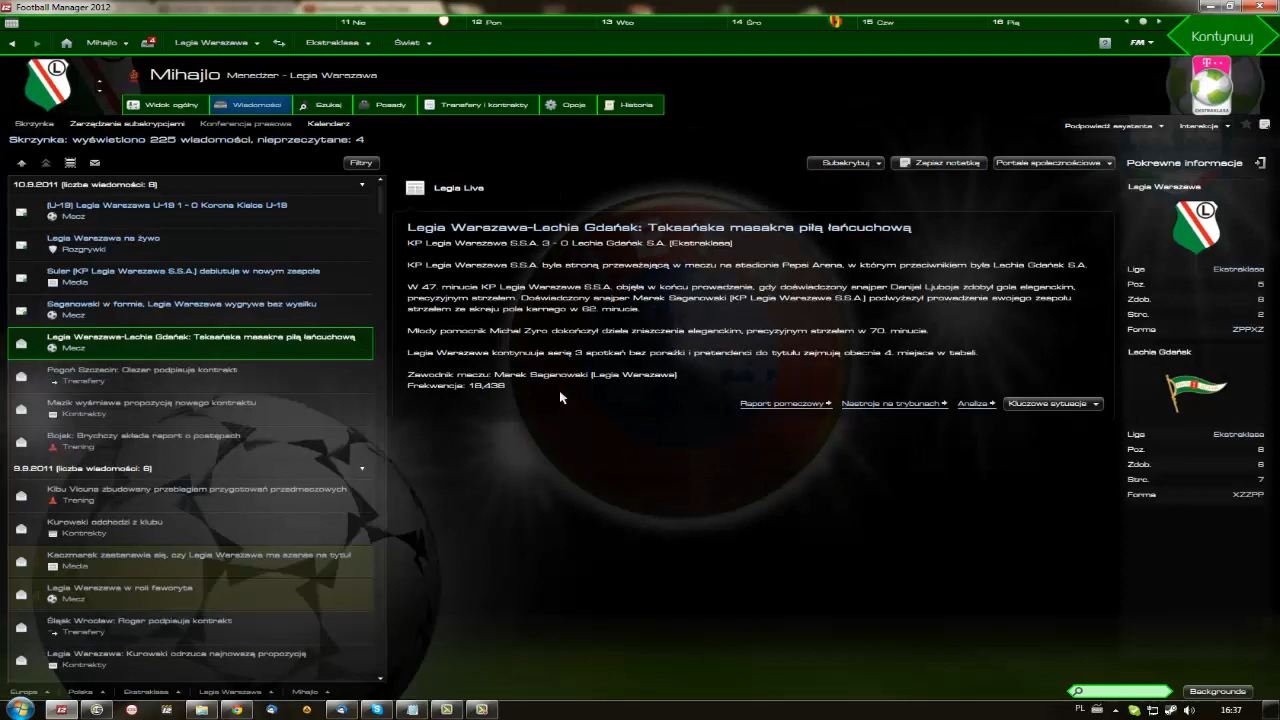 Football Manager 2012
11 Nie
12 Pon
13 Wto
14 Śro
15 Czw
16 Pią
Kontynuuj
Mihajlo
4
Legia Warszawa
Ekstraklasa
Świat
FM
Mihajlo Menedżer - Legia Warszawa
Widok ogólny
Wiadomości
Szukaj
Posady
Transfery i kontrakty
Opcje
Historia
Skrzynka
Zarządzanie subskrypcjami
Konferencja prasowa
Kalendarz
Podpowiedź asystenta
Interakcje
Skrzynka: wyświetlono 225 wiadomości, nieprzeczytane: 4
Filtry
Subskrybuj
Zapisz notatkę
Portale społecznościowe
Pokrewne informacje
10.9.2011 (liczba wiadomości: 8)
(U-19) Legia Warszawa U-19 1 - 0 Korona Kielce U-19
Mecz
Legia Warszawa na żywo
Rozgrywki
Suler (KP Legia Warszawa S.S.A.) debiutuje w nowym zespole
Media
Saganowski w formie, Legia Warszawa wygrywa bez wysiłku
Mecz
Legia Warszawa-Lechia Gdańsk: Teksańska masakra piłą łańcuchową
Mecz
Pogoń Szczecin: Olszar podpisuje kontrakt
Transfery
Mazik wyśmiewa propozycję nowego kontraktu
Kontrakty
Bojak: Brychczy składa raport o postępach
Trening
9.9.2011 (liczba wiadomości: 6)
Kibu Vicuna zbudowany przebiegiem przygotowań przedmeczowych
Trening
Kurowski odchodzi z klubu
Kontrakty
Kaczmarek zastanawia się, czy Legia Warszawa ma szanse na tytuł
Media
Legia Warszawa w roli faworyta
Mecz
Śląsk Wrocław: Roger podpisuje kontrakt
Transfery
Legia Warszawa: Kurowski odrzuca najnowszą propozycję
Kontrakty
Legia Live
Legia Warszawa-Lechia Gdańsk: Teksańska masakra piłą łańcuchową
KP Legia Warszawa S.S.A. 3 - 0 Lechia Gdańsk S.A. (Ekstraklasa)
KP Legia Warszawa S.S.A. była stroną przeważającą w meczu na stadionie Pepsi Arena, w którym przeciwnikiem była Lechia Gdańsk S.A.
W 47. minucie KP Legia Warszawa S.S.A. objęła w końcu prowadzenie, gdy doświadczony snajper Danijel Ljuboja zdobył gola eleganckim,
precyzyjnym strzałem. Doświadczony snajper Marek Saganowski (KP Legia Warszawa S.S.A.) podwyższył prowadzenie swojego zespołu
strzałem ze skraju pola karnego w 62. minucie.
Młody pomocnik Michał Żyro dokończył dzieła zniszczenia eleganckim, precyzyjnym strzałem w 70. minucie.
Legia Warszawa kontynuuje serię 3 spotkań bez porażki i pretendenci do tytułu zajmują obecnie 4. miejsce w tabeli.
Zawodnik meczu: Marek Saganowski (Legia Warszawa)
Frekwencja: 18,438
Raport pomeczowy
Nastroje na trybunach
Analiza
Kluczowe sytuacje
Legia Warszawa
Liga Ekstraklasa
Poz. 5
Zdob. 8
Strc. 2
Forma ZPPXZ
Lechia Gdańsk
Liga Ekstraklasa
Poz. 8
Zdob. 6
Strc. 7
Forma XZZPP
Europa
Polska
Ekstraklasa
Legia Warszawa
Mihajlo
Backgrounds
PL
16:37